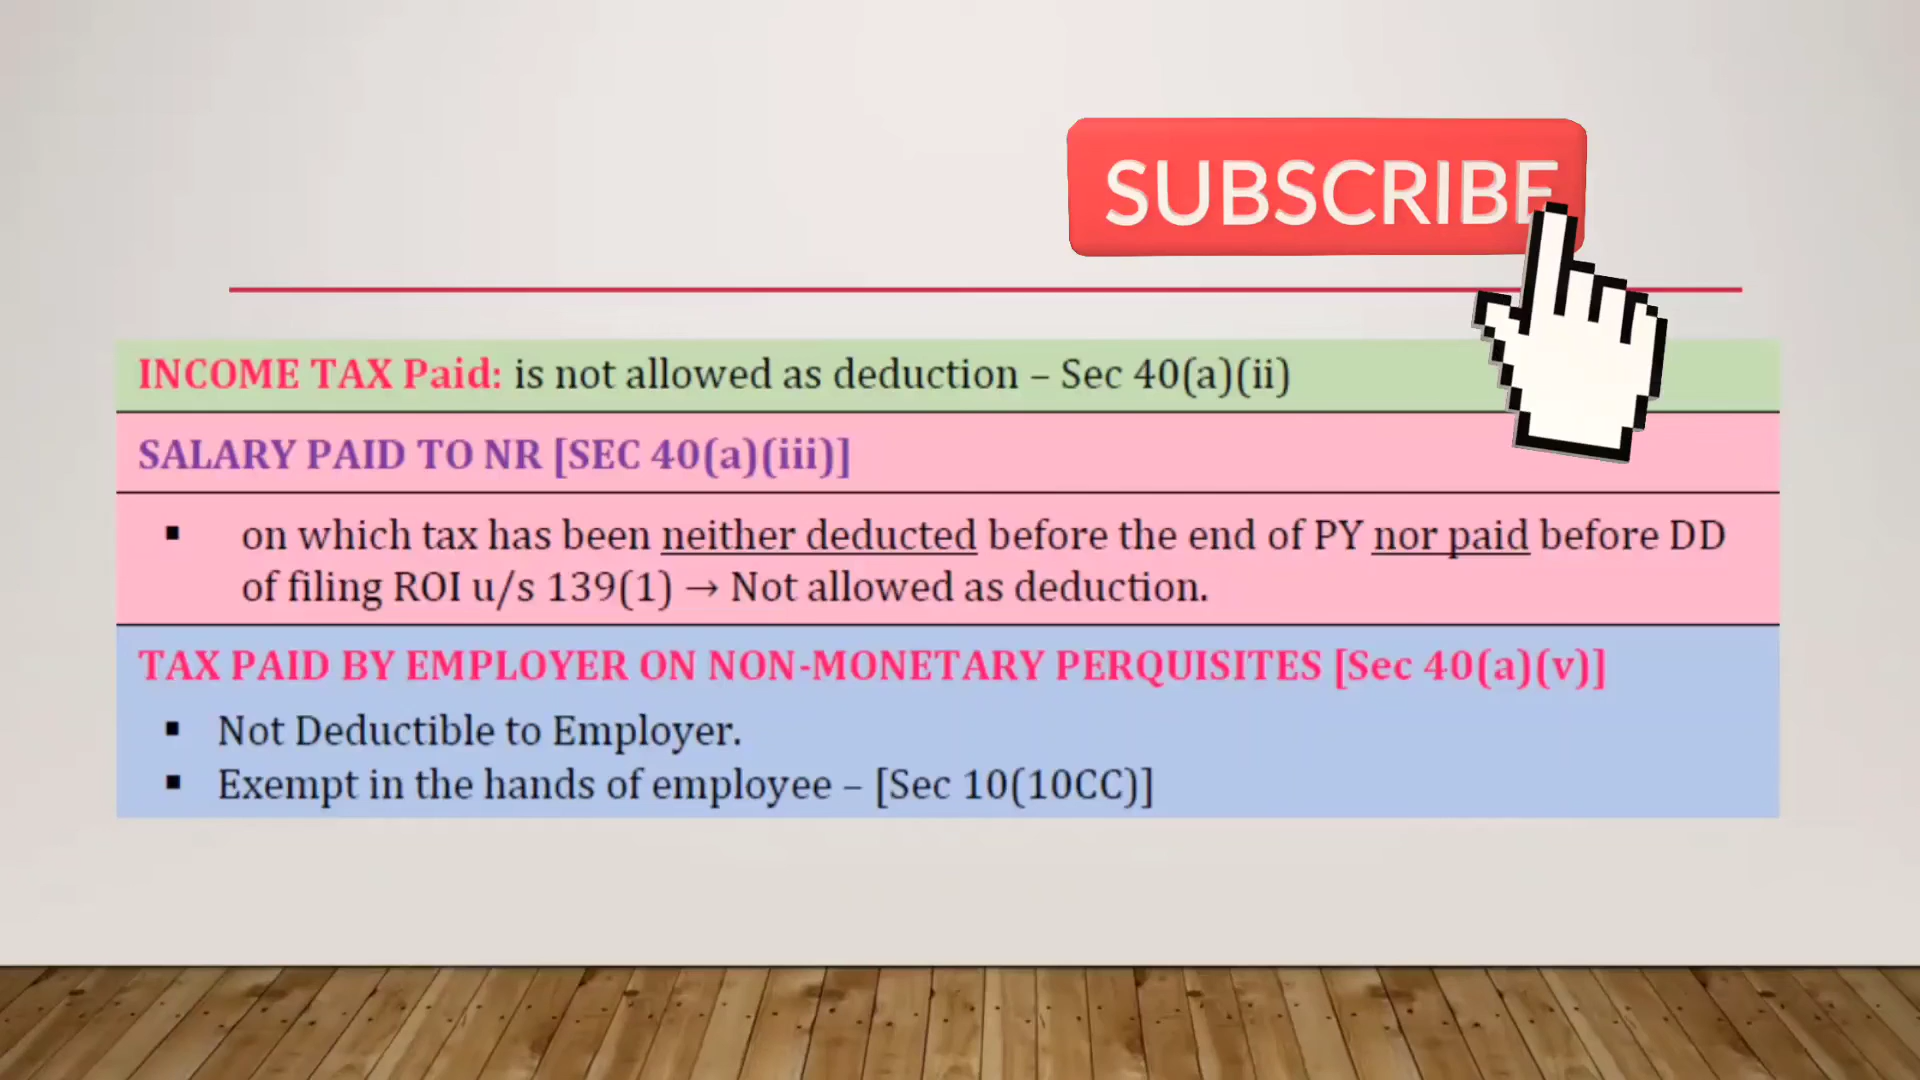 SUBSCRIBE
INCOME TAX Paid: is not allowed as deduction – Sec 40(a)(ii)
SALARY PAID TO NR [SEC 40(a)(iii)]
▪ on which tax has been neither deducted before the end of PY nor paid before DD
of filing ROI u/s 139(1) → Not allowed as deduction.
TAX PAID BY EMPLOYER ON NON-MONETARY PERQUISITES [Sec 40(a)(v)]
▪ Not Deductible to Employer.
▪ Exempt in the hands of employee – [Sec 10(10CC)]